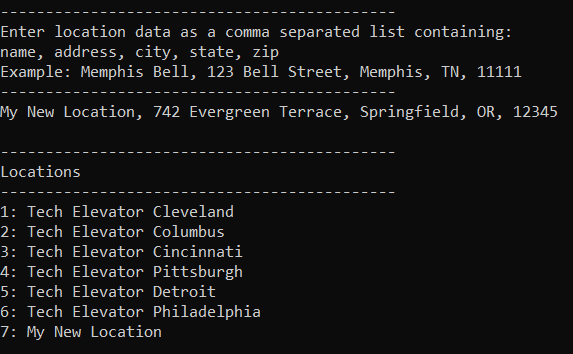 --------------------------------------------
Enter location data as a comma separated list containing:
name, address, city, state, zip
Example: Memphis Bell, 123 Bell Street, Memphis, TN, 11111
--------------------------------------------
My New Location, 742 Evergreen Terrace, Springfield, OR, 12345
--------------------------------------------
Locations
--------------------------------------------
1: Tech Elevator Cleveland
2: Tech Elevator Columbus
3: Tech Elevator Cincinnati
4: Tech Elevator Pittsburgh
5: Tech Elevator Detroit
6: Tech Elevator Philadelphia
7: My New Location